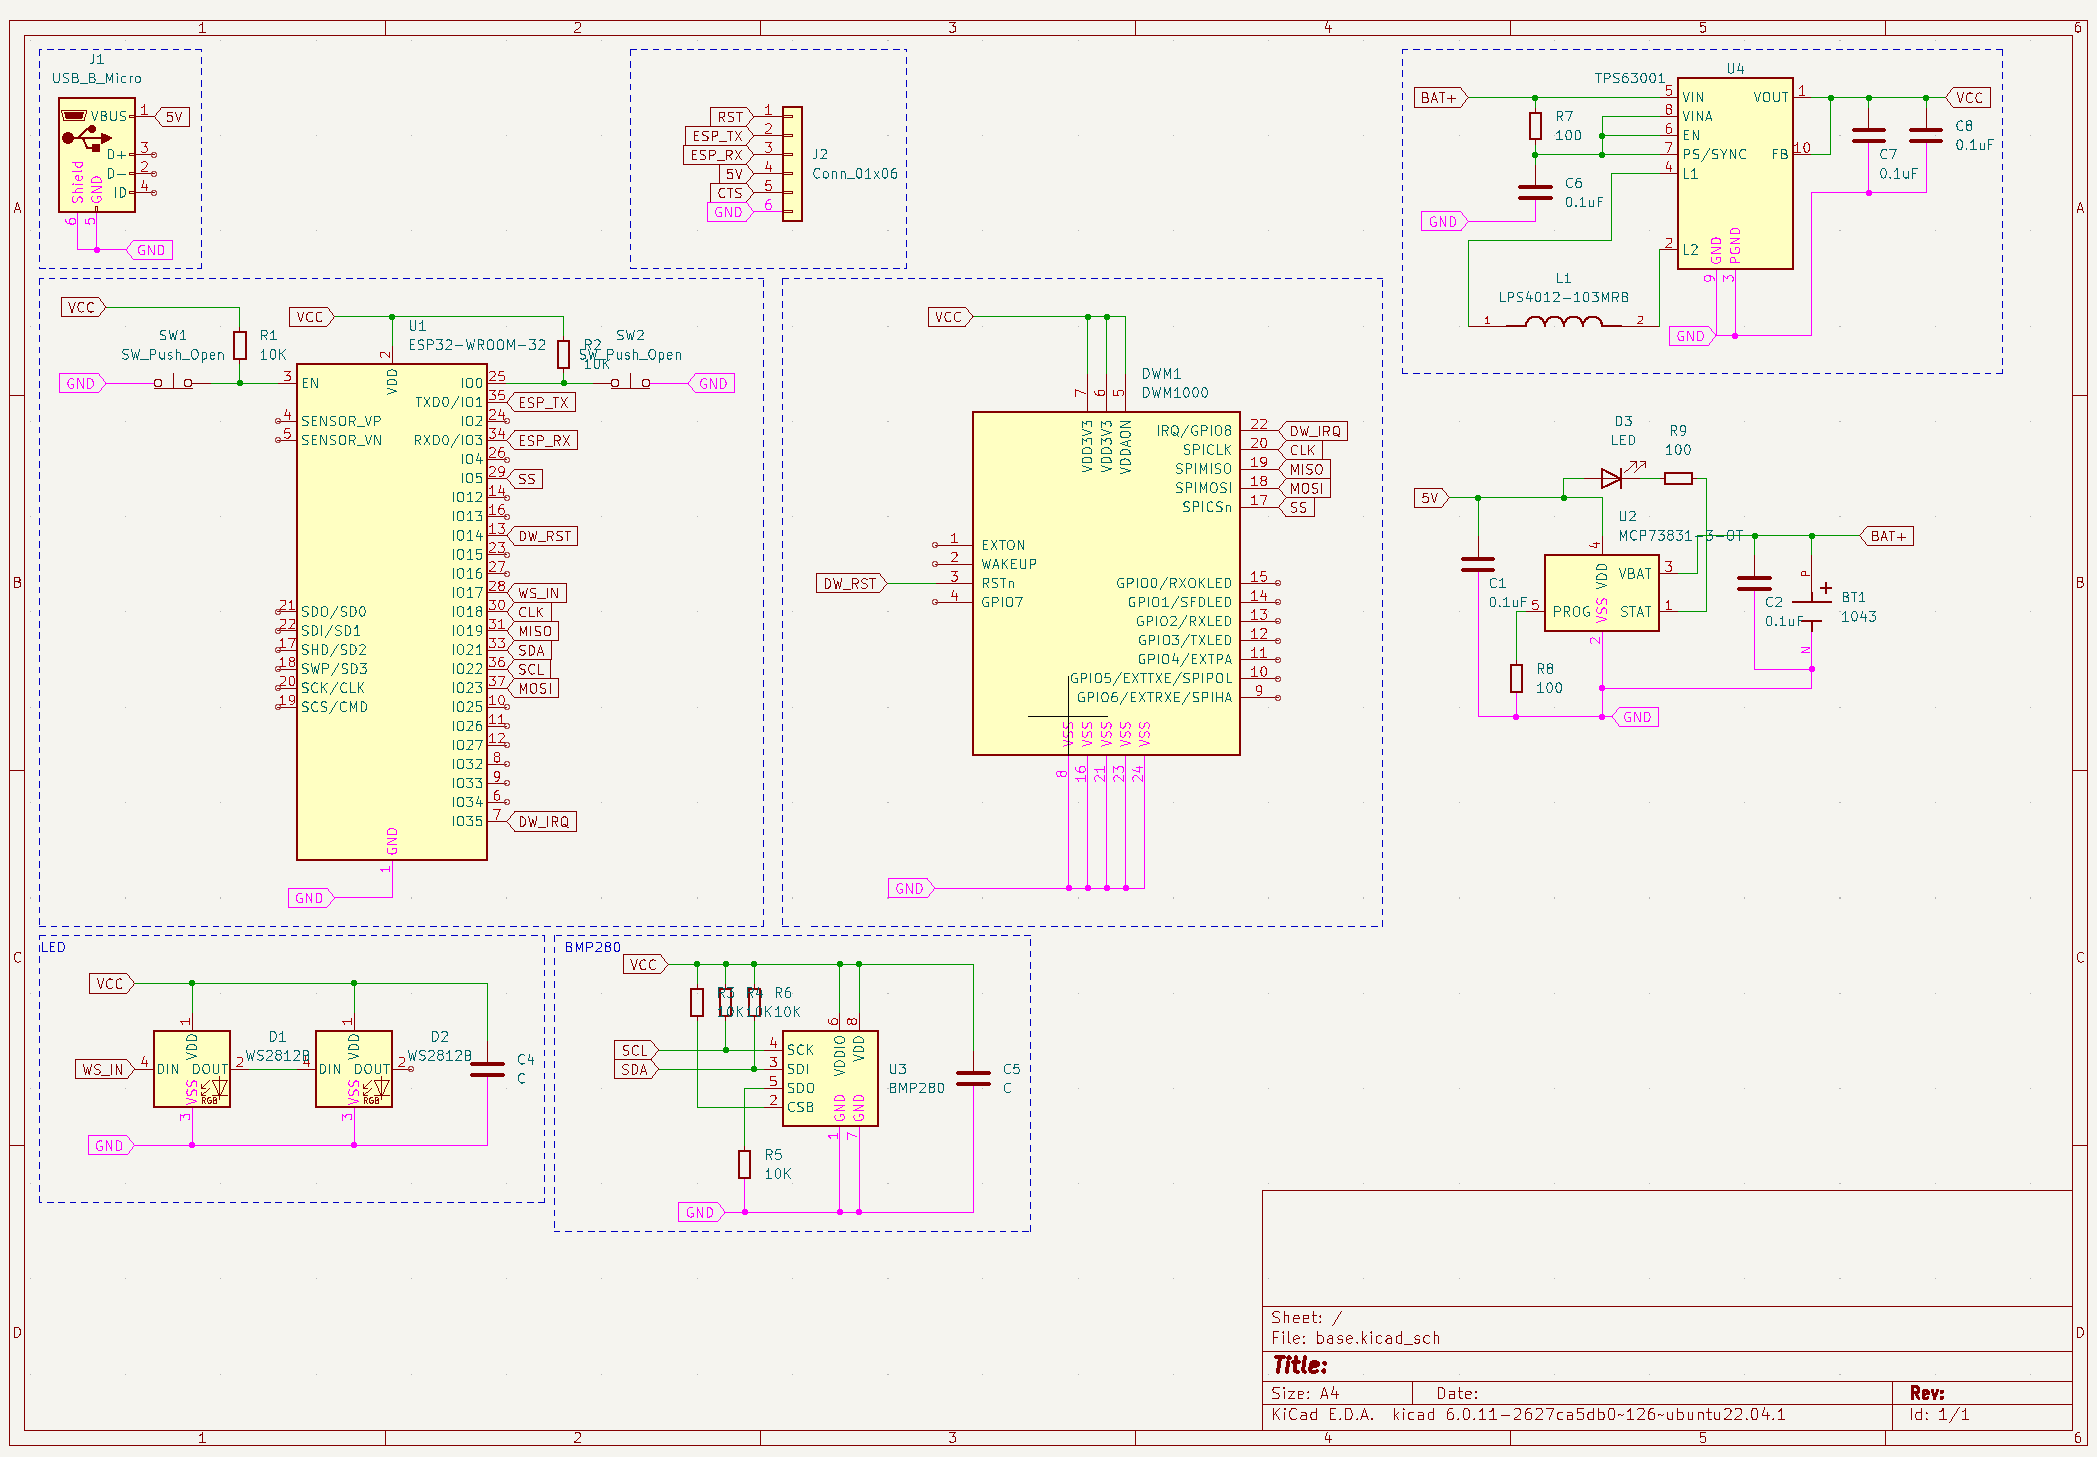 1 2 3 4 5 6
J1
USB_B_Micro
VBUS 1 5V
D+ 3
D- 2
ID 4
Shield GND
6 5
GND
RST 1
ESP_TX 2
ESP_RX 3
5V 4
CTS 5
GND 6
J2
Conn_01x06
U4
TPS63001
BAT+ 5 VIN VOUT 1 VCC
8 VINA
6 EN
7 PS/SYNC FB 10
4 L1
2 L2
GND PGND
9 3
R7
100
C6
0.1uF
GND
C7
0.1uF
C8
0.1uF
L1
LPS4012-103MRB
1 2
GND
A A
VCC
SW1
SW_Push_Open
R1
10K
GND
VCC
U1
ESP32-WROOM-32
R2
10K
SW2
SW_Push_Open
GND
2
VDD
3 EN
4 SENSOR_VP
5 SENSOR_VN
21 SDO/SD0
22 SDI/SD1
17 SHD/SD2
18 SWP/SD3
20 SCK/CLK
19 SCS/CMD
IO0 25
TXD0/IO1 35 ESP_TX
IO2 24
RXD0/IO3 34 ESP_RX
IO4 26
IO5 29 SS
IO12 14
IO13 16
IO14 13 DW_RST
IO15 23
IO16 27
IO17 28 WS_IN
IO18 30 CLK
IO19 31 MISO
IO21 33 SDA
IO22 36 SCL
IO23 37 MOSI
IO25 10
IO26 11
IO27 12
IO32 8
IO33 9
IO34 6
IO35 7 DW_IRQ
GND
1
GND
VCC
DWM1
DWM1000
7 6 5
VDD3V3 VDD3V3 VDDAON
IRQ/GPIO8 22 DW_IRQ
SPICLK 20 CLK
SPIMISO 19 MISO
SPIMOSI 18 MOSI
SPICSn 17 SS
1 EXTON
2 WAKEUP
DW_RST 3 RSTn
4 GPIO7
GPIO0/RXOKLED 15
GPIO1/SFDLED 14
GPIO2/RXLED 13
GPIO3/TXLED 12
GPIO4/EXTPA 11
GPIO5/EXTTXE/SPIPOL 10
GPIO6/EXTRXE/SPIHA 9
VSS VSS VSS VSS VSS
8 16 21 23 24
GND
D3
LED
R9
100
5V
U2
MCP73831-3-OT
BAT+
4
VDD
VBAT 3
STAT 1
5 PROG
VSS
2
C1
0.1uF
R8
100
C2
0.1uF
P
+
BT1
1043
N
GND
B B
LED
VCC
D1
WS2812B
D2
WS2812B
1 VDD
1 VDD
WS_IN 4 DIN DOUT 2
4 DIN DOUT 2
VSS RGB
VSS RGB
3 3
C4
C
GND
BMP280
VCC
R3
10K
R4
10K
R6
10K
SCL 4 SCK
SDA 3 SDI
5 SDO
2 CSB
6 8
VDDIO VDD
GND GND
1 7
U3
BMP280
C5
C
R5
10K
GND
C C
Sheet: /
File: base.kicad_sch
Title:
Size: A4 Date: Rev:
KiCad E.D.A. kicad 6.0.11-2627ca5db0~126~ubuntu22.04.1 Id: 1/1
D D
1 2 3 4 5 6